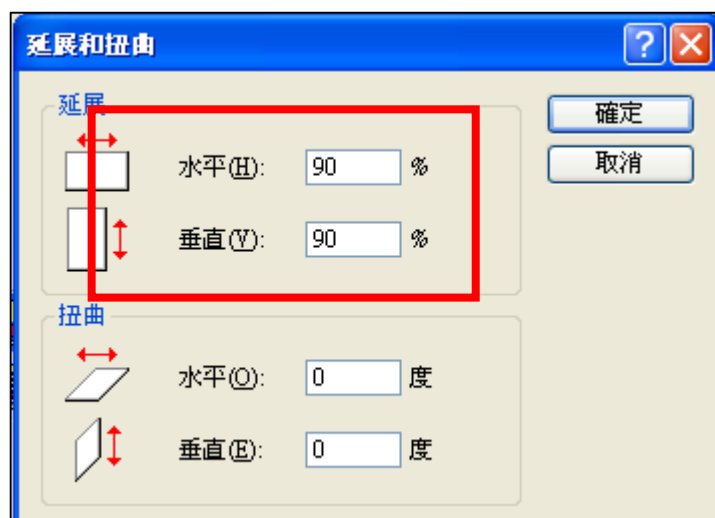 延展和扭曲
延展
水平(H): 90 %
垂直(V): 90 %
扭曲
水平(O): 0 度
垂直(E): 0 度
確定
取消